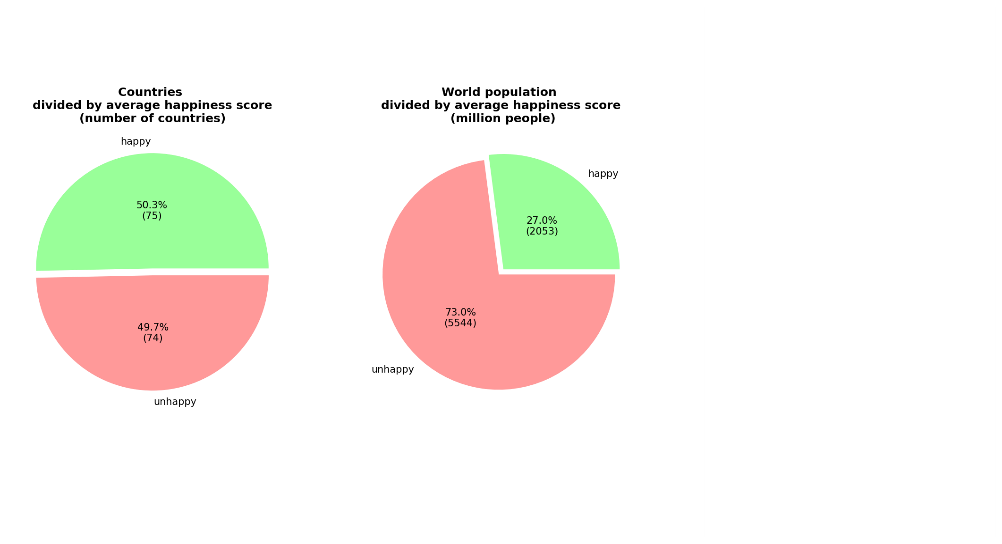 Countries
divided by average happiness score
(number of countries)
happy
50.3%
(75)
49.7%
(74)
unhappy
World population
divided by average happiness score
(million people)
happy
27.0%
(2053)
73.0%
(5544)
unhappy